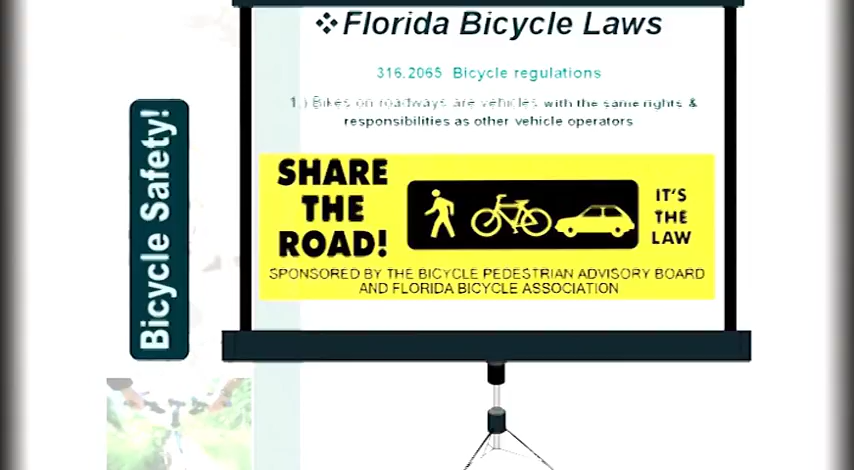 ❖Florida Bicycle Laws
316.2065 Bicycle regulations
1.) Bikes on roadways are vehicles with the same rights &
responsibilities as other vehicle operators
Bicycle Safety!
SHARE
THE
ROAD!
IT'S
THE
LAW
SPONSORED BY THE BICYCLE PEDESTRIAN ADVISORY BOARD
AND FLORIDA BICYCLE ASSOCIATION